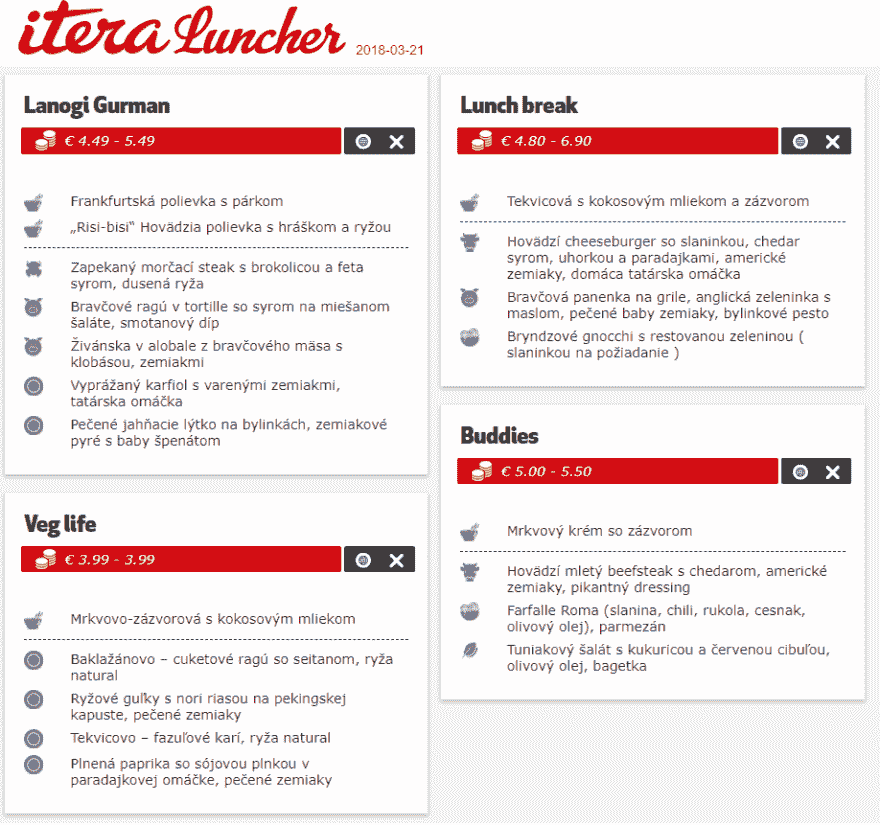 itera Luncher 2018-03-21
Lanogi Gurman
€ 4.49 - 5.49
Frankfurtská polievka s párkom
„Risi-bisi“ Hovädzia polievka s hráškom a ryžou
Zapekaný morčací steak s brokolicou a feta
syrom, dusená ryža
Bravčové ragú v tortille so syrom na miešanom
šaláte, smotanový díp
Živánska v alobale z bravčového mäsa s
klobásou, zemiakmi
Vyprážaný karfiol s varenými zemiakmi,
tatárska omáčka
Pečené jahňacie lýtko na bylinkách, zemiakové
pyré s baby špenátom
Veg life
€ 3.99 - 3.99
Mrkvovo-zázvorová s kokosovým mliekom
Baklažánovo – cuketové ragú so seitanom, ryža
natural
Ryžové guľky s nori riasou na pekingskej
kapuste, pečené zemiaky
Tekvicovo – fazuľové karí, ryža natural
Plnená paprika so sójovou plnkou v
paradajkovej omáčke, pečené zemiaky
Lunch break
€ 4.80 - 6.90
Tekvicová s kokosovým mliekom a zázvorom
Hovädzí cheeseburger so slaninkou, chedar
syrom, uhorkou a paradajkami, americké
zemiaky, domáca tatárska omáčka
Bravčová panenka na grile, anglická zeleninka s
maslom, pečené baby zemiaky, bylinkové pesto
Bryndzové gnocchi s restovanou zeleninou (
slaninkou na požiadanie )
Buddies
€ 5.00 - 5.50
Mrkvový krém so zázvorom
Hovädzí mletý beefsteak s chedarom, americké
zemiaky, pikantný dressing
Farfalle Roma (slanina, chili, rukola, cesnak,
olivový olej), parmezán
Tuniakový šalát s kukuricou a červenou cibuľou,
olivový olej, bagetka